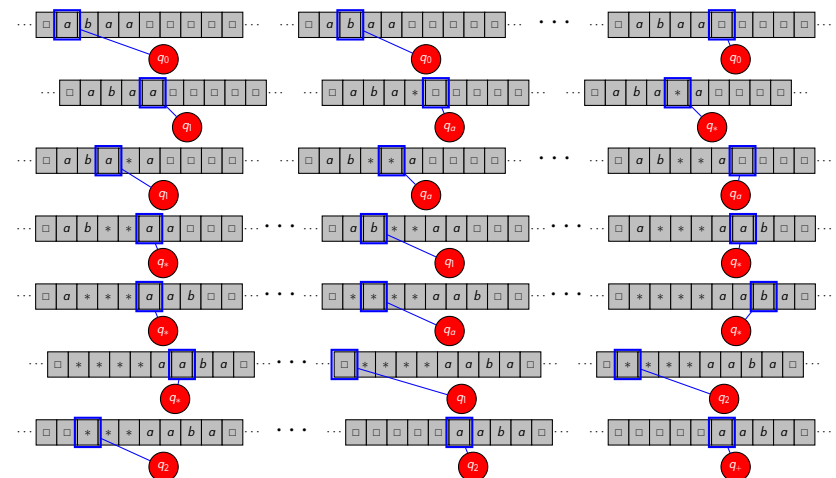 ··· □ a b a a □ □ □ □ □ ··· ··· □ a b a a □ □ □ □ □ ··· ··· ··· □ a b a a □ □ □ □ □ ···
q₀ q₀ q₀
··· □ a b a a □ □ □ □ □ ··· ··· □ a b a * □ □ □ □ □ ··· ··· □ a b a * a □ □ □ □ ···
q₁ qₐ q*
··· □ a b a * a □ □ □ □ ··· ··· □ a b * * a □ □ □ □ ··· ··· ··· □ a b * * a □ □ □ □ ···
q₁ qₐ qₐ
··· □ a b * * a a □ □ □ ··· ··· ··· □ a b * * a a □ □ □ ··· ··· ··· □ a * * * a a b □ □ ···
q* q₁ q*
··· □ a * * * a a b □ □ ··· ··· ··· □ * * * * a a b □ □ ··· ··· ··· □ * * * * a a b a □ ···
q* qₐ q*
··· □ * * * * a a b a □ ··· ··· ··· □ * * * * a a b a □ ··· ··· □ * * * * a a b a □ ···
q* q₁ q₂
··· □ □ * * * a a b a □ ··· ··· ··· □ □ □ □ □ a a b a □ ··· ··· □ □ □ □ □ a a b a □ ···
q₂ q₂ q₊